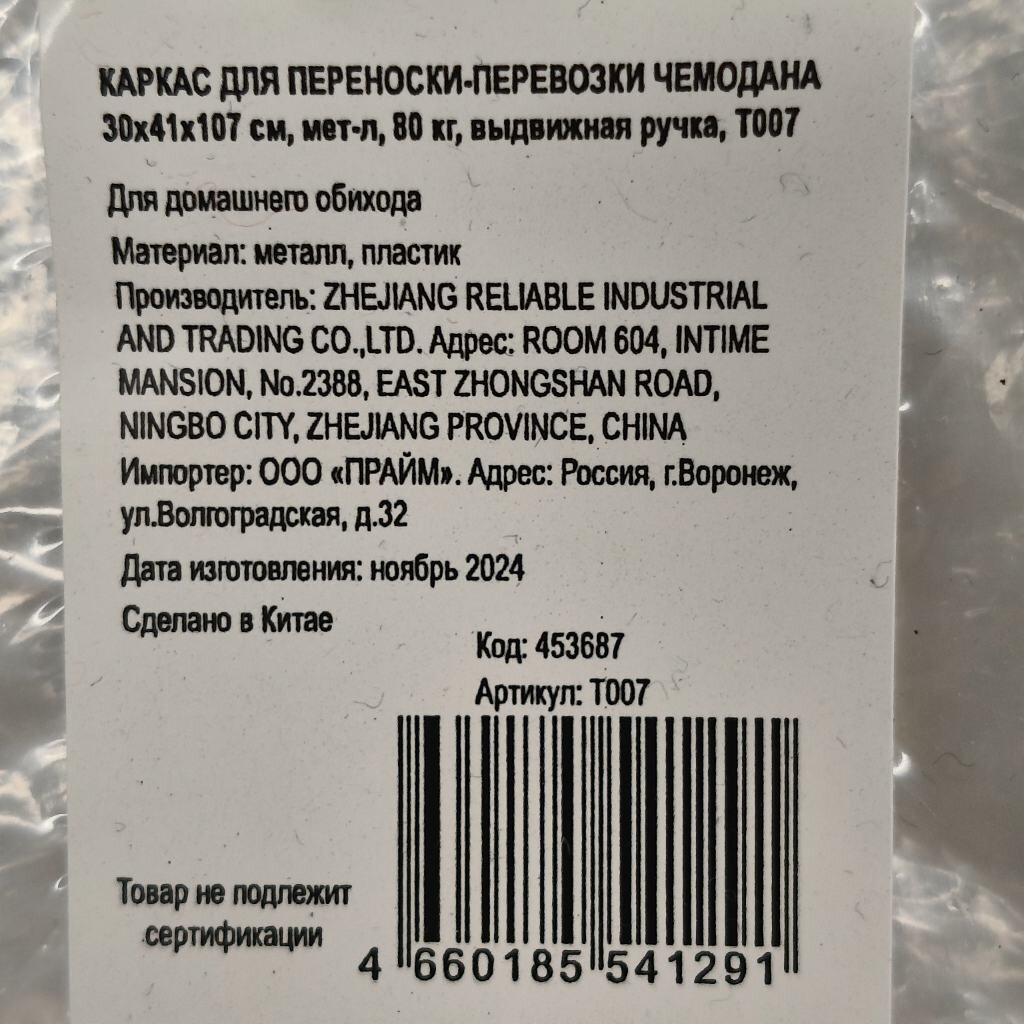 КАРКАС ДЛЯ ПЕРЕНОСКИ-ПЕРЕВОЗКИ ЧЕМОДАНА
30х41х107 см, мет-л, 80 кг, выдвижная ручка, Т007
Для домашнего обихода
Материал: металл, пластик
Производитель: ZHEJIANG RELIABLE INDUSTRIAL
AND TRADING CO.,LTD. Адрес: ROOM 604, INTIME
MANSION, No.2388, EAST ZHONGSHAN ROAD,
NINGBO CITY, ZHEJIANG PROVINCE, CHINA
Импортер: ООО «ПРАЙМ». Адрес: Россия, г.Воронеж,
ул.Волгоградская, д.32
Дата изготовления: ноябрь 2024
Сделано в Китае
Код: 453687
Артикул: Т007
Товар не подлежит
сертификации
4 660185 541291